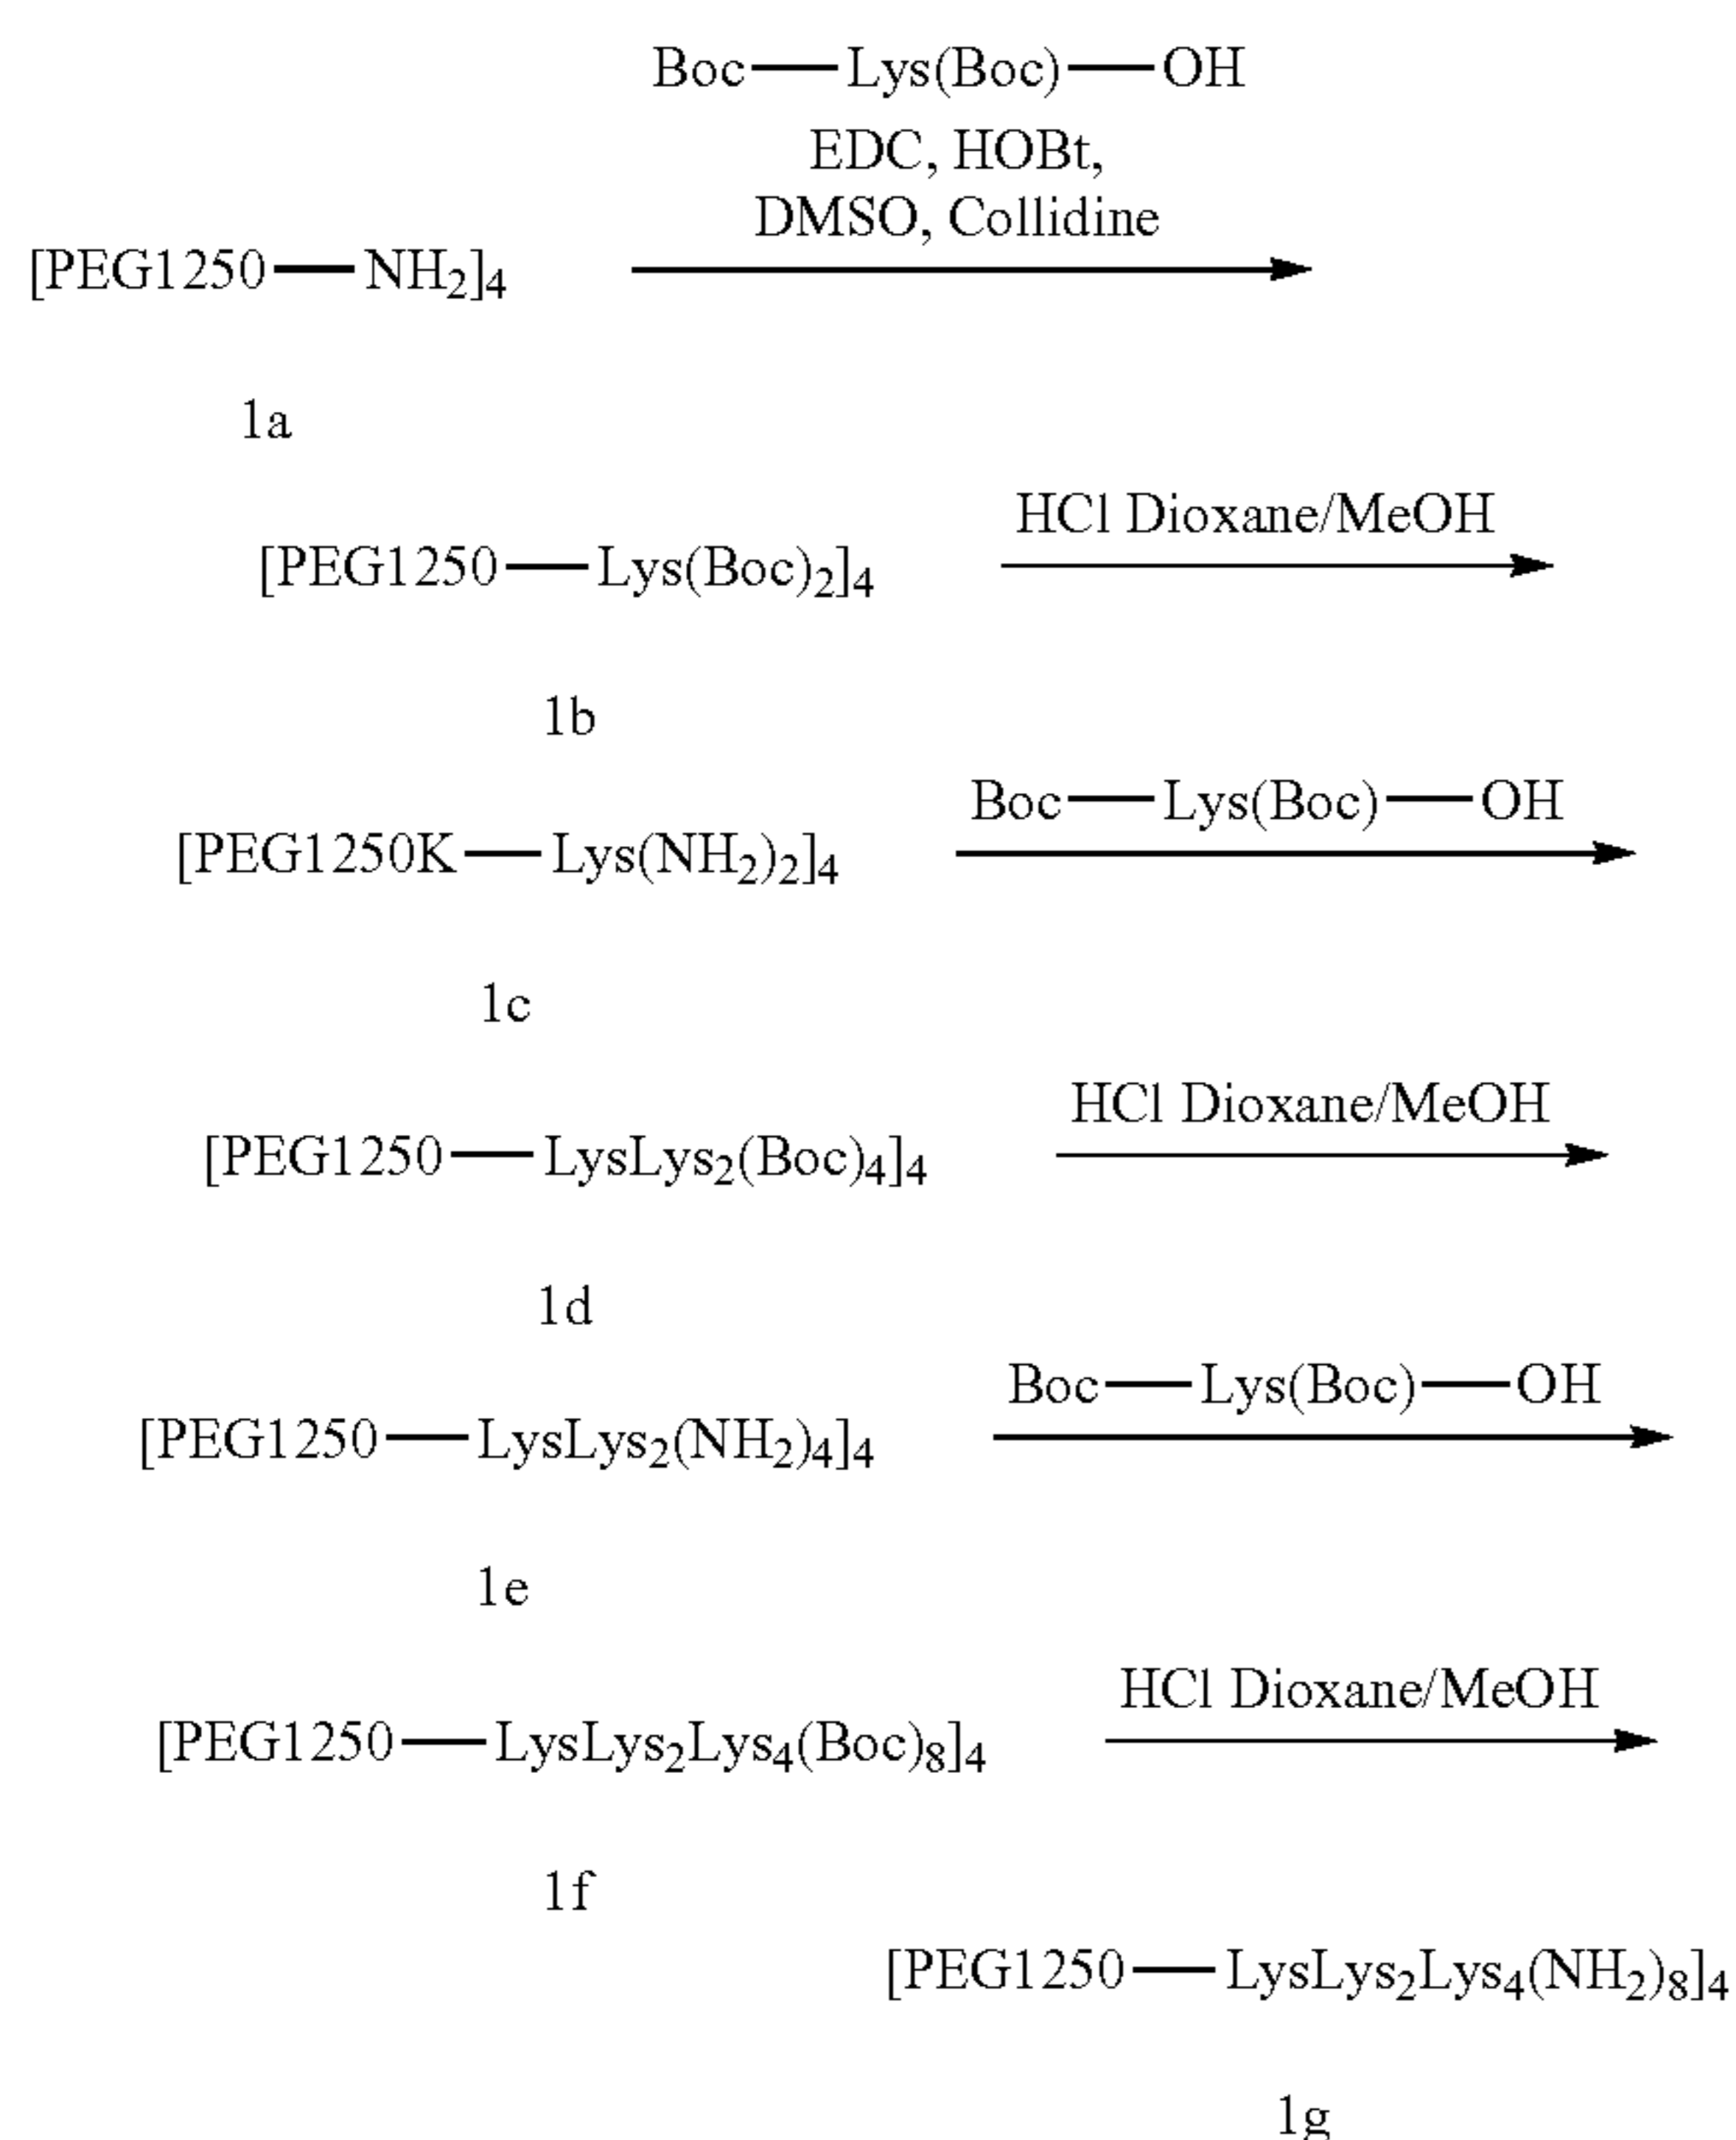 Boc—Lys(Boc)—OH
EDC, HOBt,
DMSO, Collidine
[PEG1250—NH2]4
1a
HCl Dioxane/MeOH
[PEG1250—Lys(Boc)2]4
1b
Boc—Lys(Boc)—OH
[PEG1250K—Lys(NH2)2]4
1c
HCl Dioxane/MeOH
[PEG1250—LysLys2(Boc)4]4
1d
Boc—Lys(Boc)—OH
[PEG1250—LysLys2(NH2)4]4
1e
HCl Dioxane/MeOH
[PEG1250—LysLys2Lys4(Boc)8]4
1f
[PEG1250—LysLys2Lys4(NH2)8]4
1g